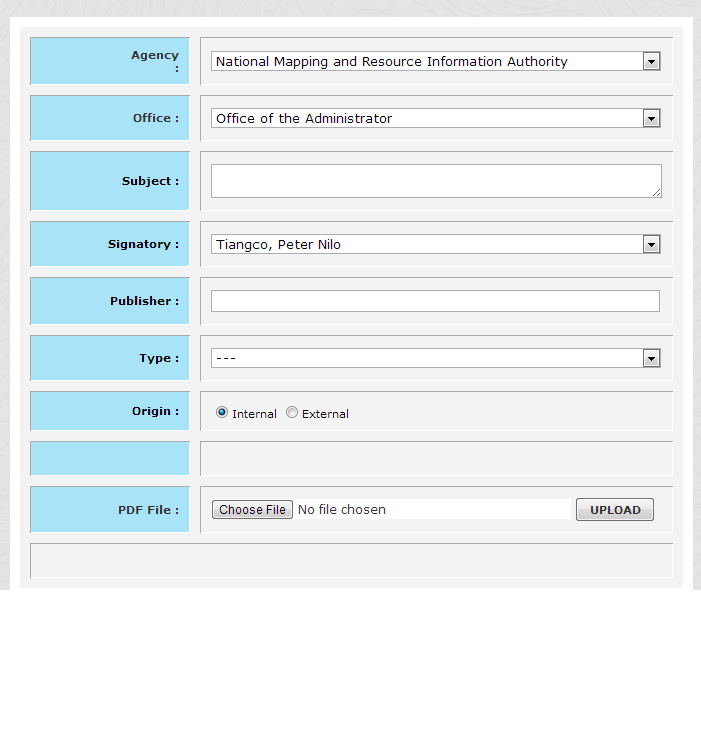 Agency
:
National Mapping and Resource Information Authority
Office :
Office of the Administrator
Subject :
Signatory :
Tiangco, Peter Nilo
Publisher :
Type :
---
Origin :
Internal External
PDF File :
Choose File No file chosen UPLOAD